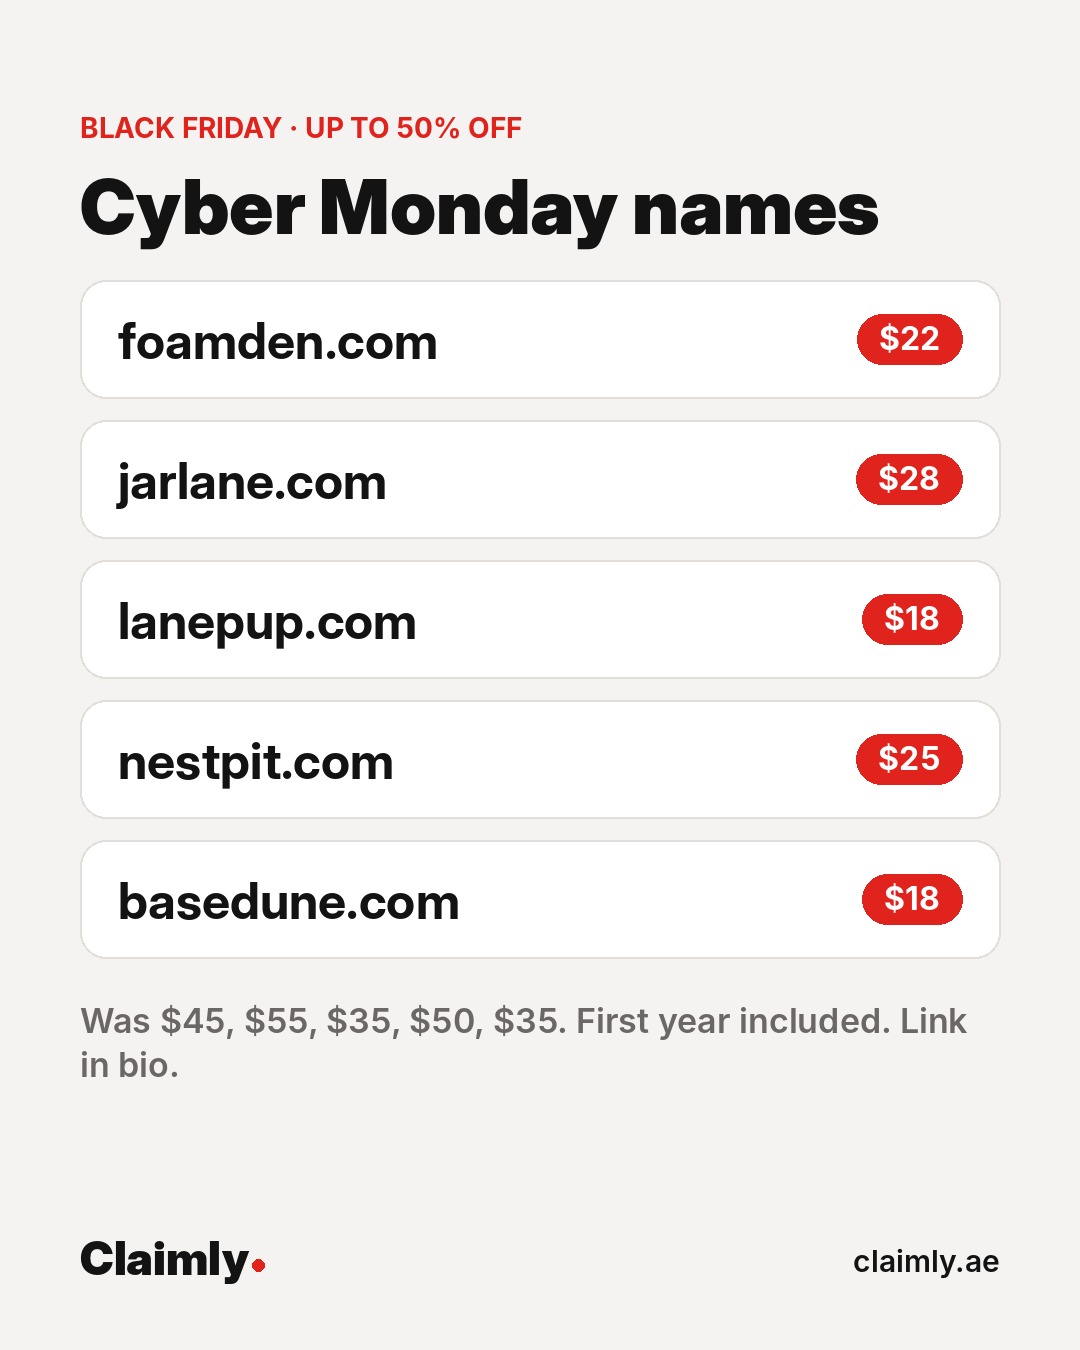 BLACK FRIDAY · UP TO 50% OFF
Cyber Monday names
foamden.com
$22
jarlane.com
$28
lanepup.com
$18
nestpit.com
$25
basedune.com
$18
Was $45, $55, $35, $50, $35. First year included. Link
in bio.
Claimly.
claimly.ae